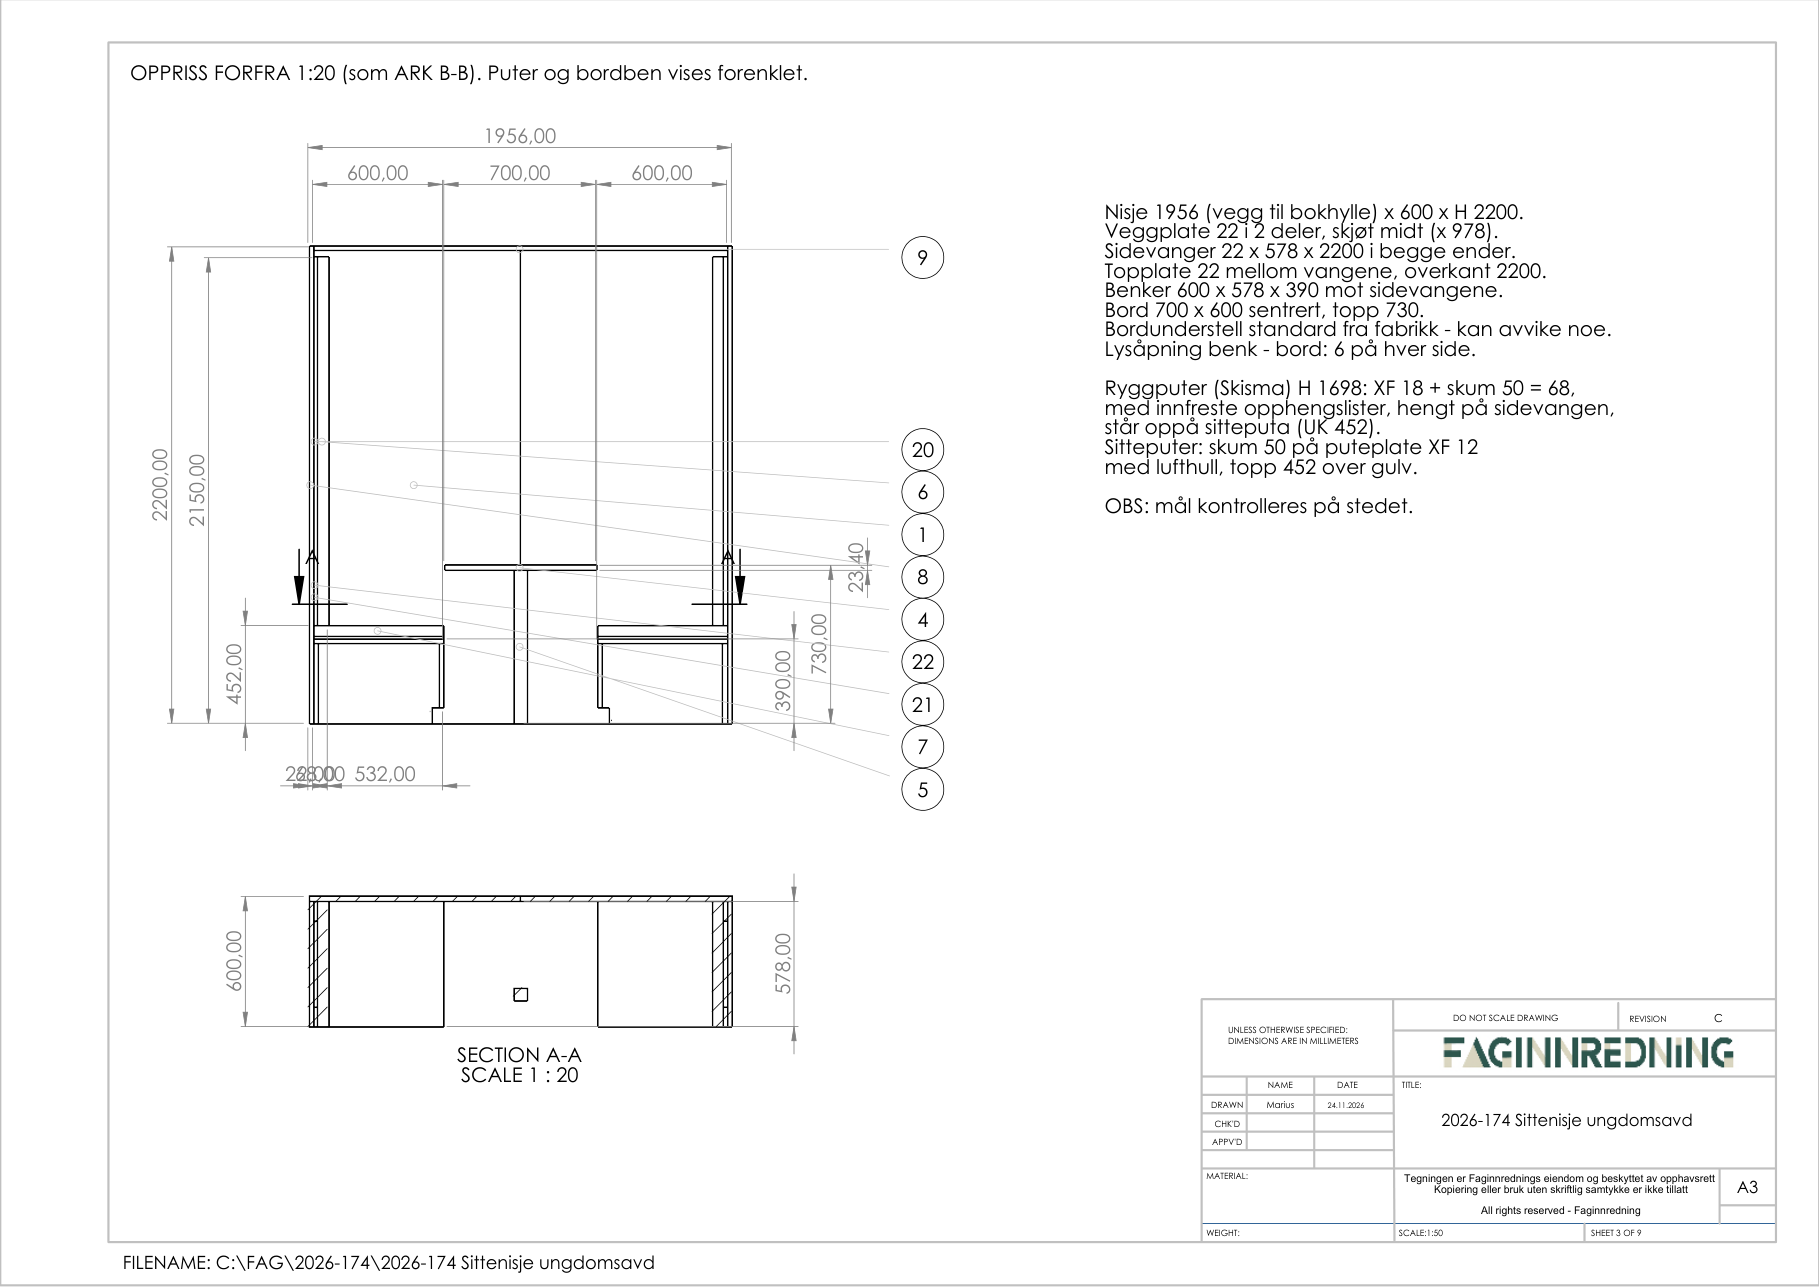 OPPRISS FORFRA 1:20 (som ARK B-B). Puter og bordben vises forenklet.
1956,00
600,00 700,00 600,00
Nisje 1956 (vegg til bokhylle) x 600 x H 2200.
Veggplate 22 i 2 deler, skjøt midt (x 978).
Sidevanger 22 x 578 x 2200 i begge ender.
Topplate 22 mellom vangene, overkant 2200.
Benker 600 x 578 x 390 mot sidevangene.
Bord 700 x 600 sentrert, topp 730.
Bordunderstell standard fra fabrikk - kan avvike noe.
Lysåpning benk - bord: 6 på hver side.
Ryggputer (Skisma) H 1698: XF 18 + skum 50 = 68,
med innfreste opphengslister, hengt på sidevangen,
står oppå sitteputa (UK 452).
Sitteputer: skum 50 på puteplate XF 12
med lufthull, topp 452 over gulv.
OBS: mål kontrolleres på stedet.
9
20
6
1
8
4
22
21
7
5
2200,00
2150,00
A A
23,40
730,00
452,00
390,00
532,00
600,00
578,00
SECTION A-A
SCALE 1 : 20
UNLESS OTHERWISE SPECIFIED:
DIMENSIONS ARE IN MILLIMETERS
DO NOT SCALE DRAWING
REVISION C
FAGINNREDNING
NAME DATE
DRAWN Marius 24.11.2026
CHK'D
APPV'D
TITLE:
2026-174 Sittenisje ungdomsavd
MATERIAL:
Tegningen er Faginnrednings eiendom og beskyttet av opphavsrett
Kopiering eller bruk uten skriftlig samtykke er ikke tillatt
All rights reserved - Faginnredning
A3
WEIGHT:
SCALE:1:50
SHEET 3 OF 9
FILENAME: C:\FAG\2026-174\2026-174 Sittenisje ungdomsavd